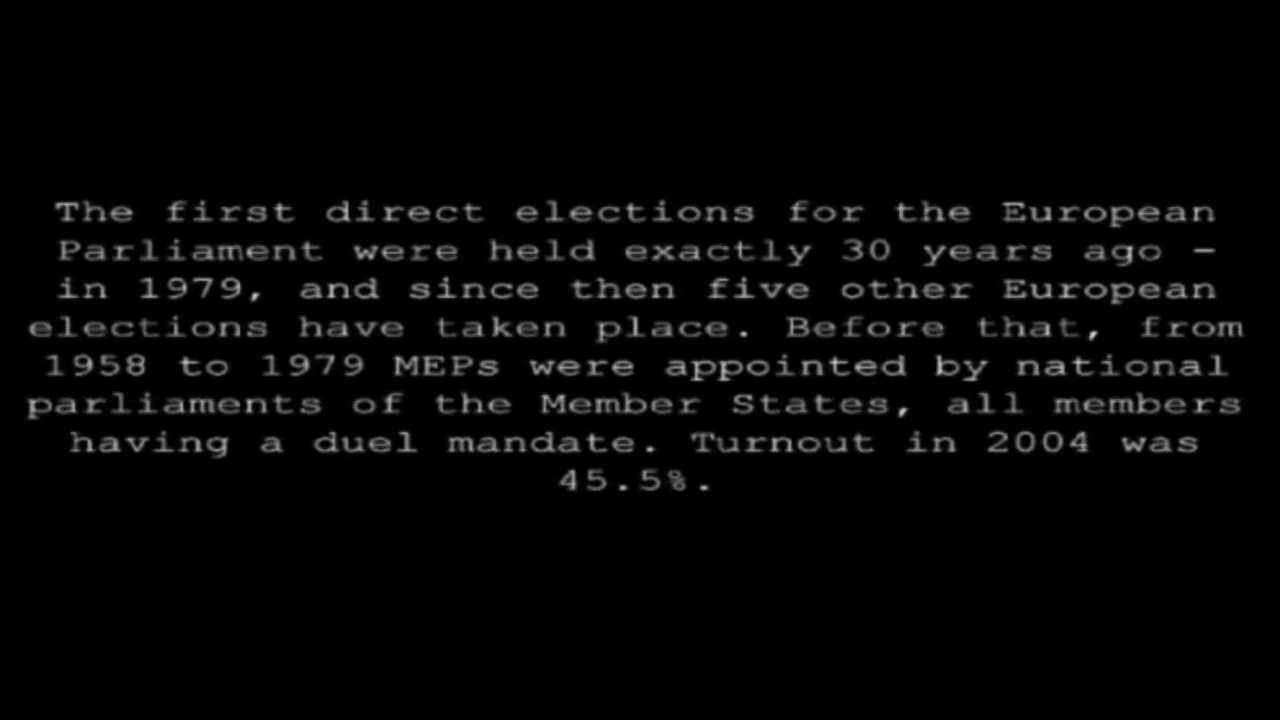 The first direct elections for the European
Parliament were held exactly 30 years ago –
in 1979, and since then five other European
elections have taken place. Before that, from
1958 to 1979 MEPs were appointed by national
parliaments of the Member States, all members
having a duel mandate. Turnout in 2004 was
45.5%.